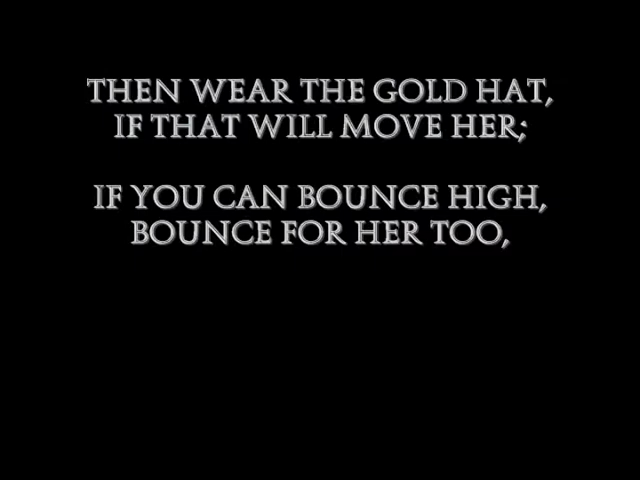 THEN WEAR THE GOLD HAT,
IF THAT WILL MOVE HER;
IF YOU CAN BOUNCE HIGH,
BOUNCE FOR HER TOO,